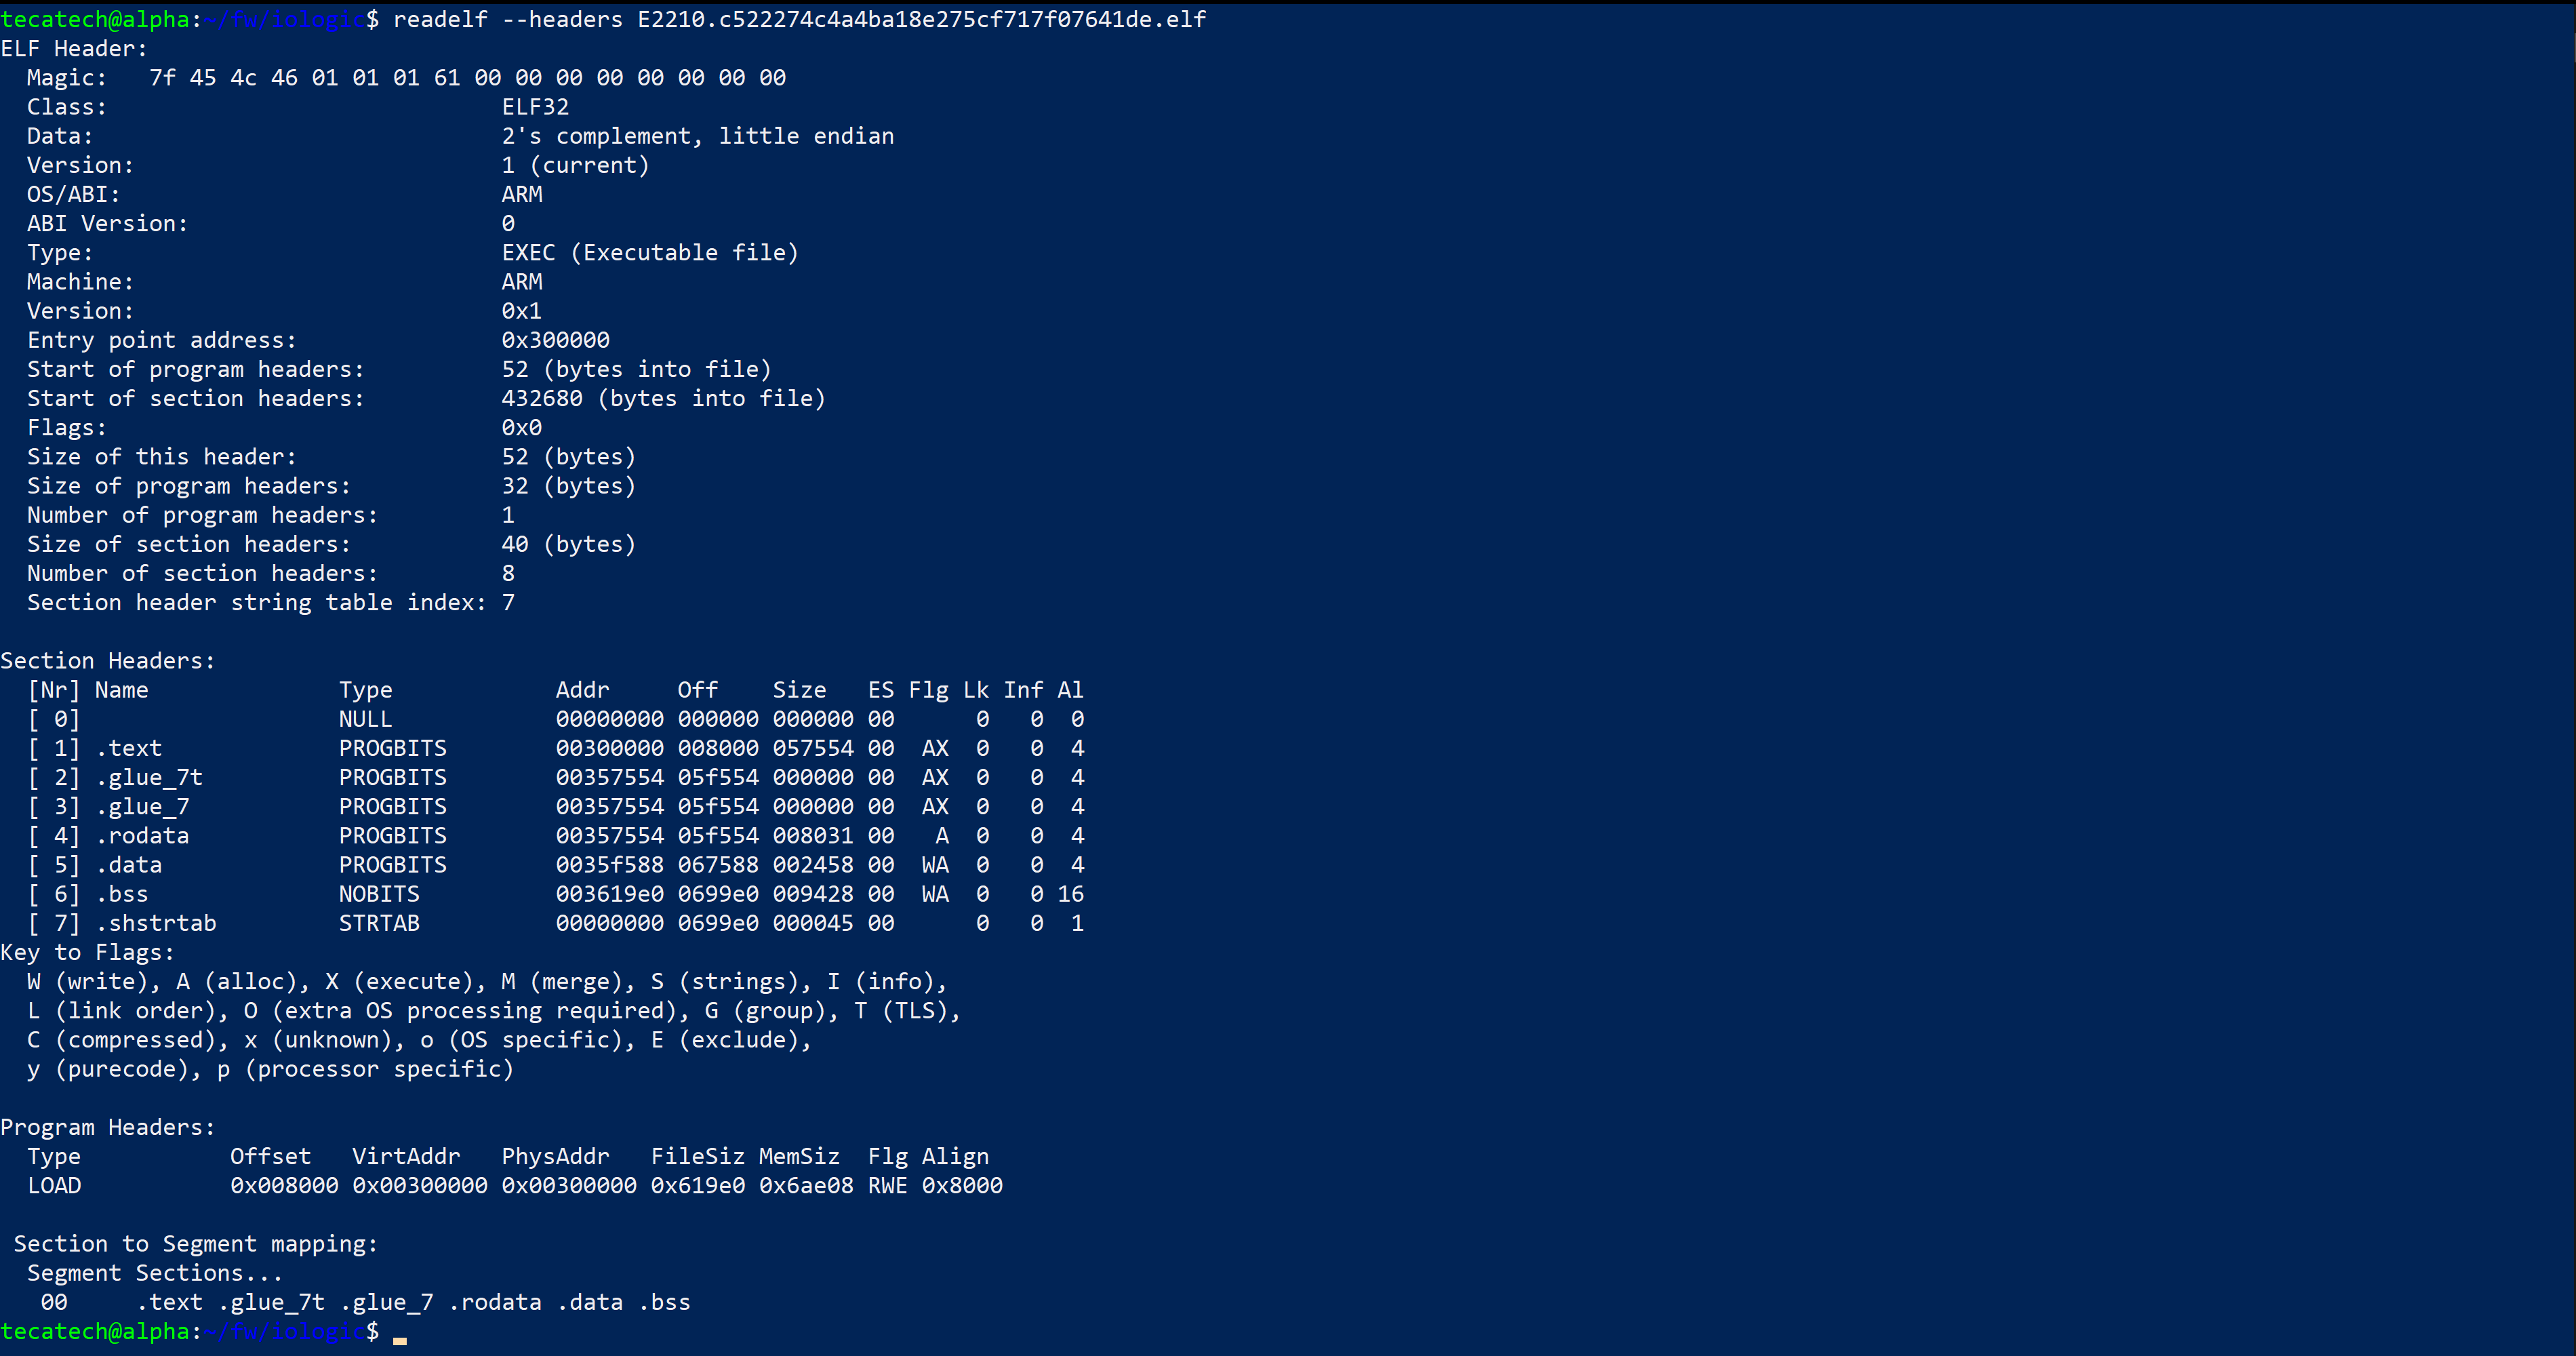 tecatech@alpha:~/fw/iologic$ readelf --headers E2210.c522274c4a4ba18e275cf717f07641de.elf
ELF Header:
  Magic:   7f 45 4c 46 01 01 01 61 00 00 00 00 00 00 00 00
  Class:                             ELF32
  Data:                              2's complement, little endian
  Version:                           1 (current)
  OS/ABI:                            ARM
  ABI Version:                       0
  Type:                              EXEC (Executable file)
  Machine:                           ARM
  Version:                           0x1
  Entry point address:               0x300000
  Start of program headers:          52 (bytes into file)
  Start of section headers:          432680 (bytes into file)
  Flags:                             0x0
  Size of this header:               52 (bytes)
  Size of program headers:           32 (bytes)
  Number of program headers:         1
  Size of section headers:           40 (bytes)
  Number of section headers:         8
  Section header string table index: 7

Section Headers:
  [Nr] Name              Type            Addr     Off    Size   ES Flg Lk Inf Al
  [ 0]                   NULL            00000000 000000 000000 00      0   0  0
  [ 1] .text             PROGBITS        00300000 008000 057554 00  AX  0   0  4
  [ 2] .glue_7t          PROGBITS        00357554 05f554 000000 00  AX  0   0  4
  [ 3] .glue_7           PROGBITS        00357554 05f554 000000 00  AX  0   0  4
  [ 4] .rodata           PROGBITS        00357554 05f554 008031 00   A  0   0  4
  [ 5] .data             PROGBITS        0035f588 067588 002458 00  WA  0   0  4
  [ 6] .bss              NOBITS          003619e0 0699e0 009428 00  WA  0   0 16
  [ 7] .shstrtab         STRTAB          00000000 0699e0 000045 00      0   0  1
Key to Flags:
  W (write), A (alloc), X (execute), M (merge), S (strings), I (info),
  L (link order), O (extra OS processing required), G (group), T (TLS),
  C (compressed), x (unknown), o (OS specific), E (exclude),
  y (purecode), p (processor specific)

Program Headers:
  Type           Offset   VirtAddr   PhysAddr   FileSiz MemSiz  Flg Align
  LOAD           0x008000 0x00300000 0x00300000 0x619e0 0x6ae08 RWE 0x8000

 Section to Segment mapping:
  Segment Sections...
   00     .text .glue_7t .glue_7 .rodata .data .bss
tecatech@alpha:~/fw/iologic$